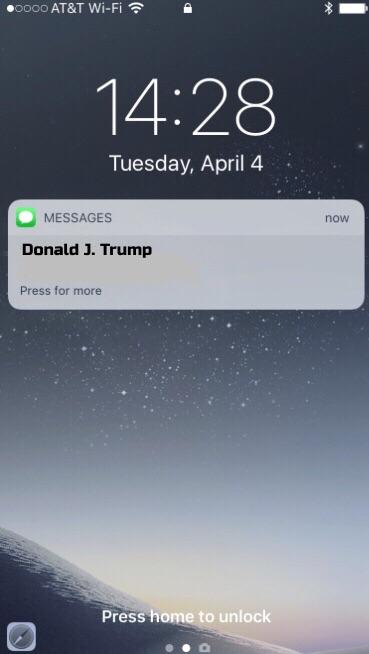 AT&T Wi-Fi
14:28
Tuesday, April 4
MESSAGES now
Donald J. Trump
Press for more
Press home to unlock